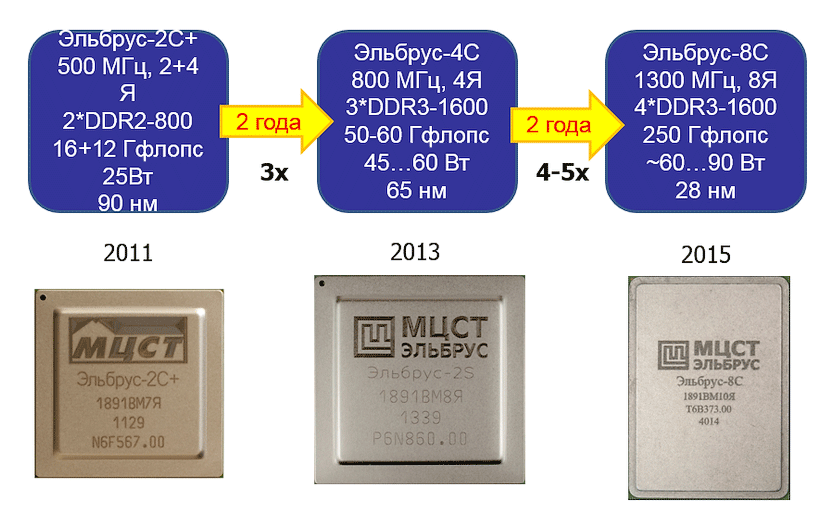 Эльбрус-2С+
500 МГц, 2+4
Я
2*DDR2-800
16+12 Гфлопс
25Вт
90 нм
2 года
3x
Эльбрус-4С
800 МГц, 4Я
3*DDR3-1600
50-60 Гфлопс
45...60 Вт
65 нм
2 года
4-5x
Эльбрус-8С
1300 МГц, 8Я
4*DDR3-1600
250 Гфлопс
~60...90 Вт
28 нм
2011
2013
2015
МЦСТ
Эльбрус-2С+
1891ВМ7Я
1129
N6F567.00
МЦСТ
ЭЛЬБРУС
Эльбрус-2S
1891ВМ8Я
1339
P6N860.00
МЦСТ
ЭЛЬБРУС
Эльбрус-8С
1891ВМ10Я
T6B373.00
4014